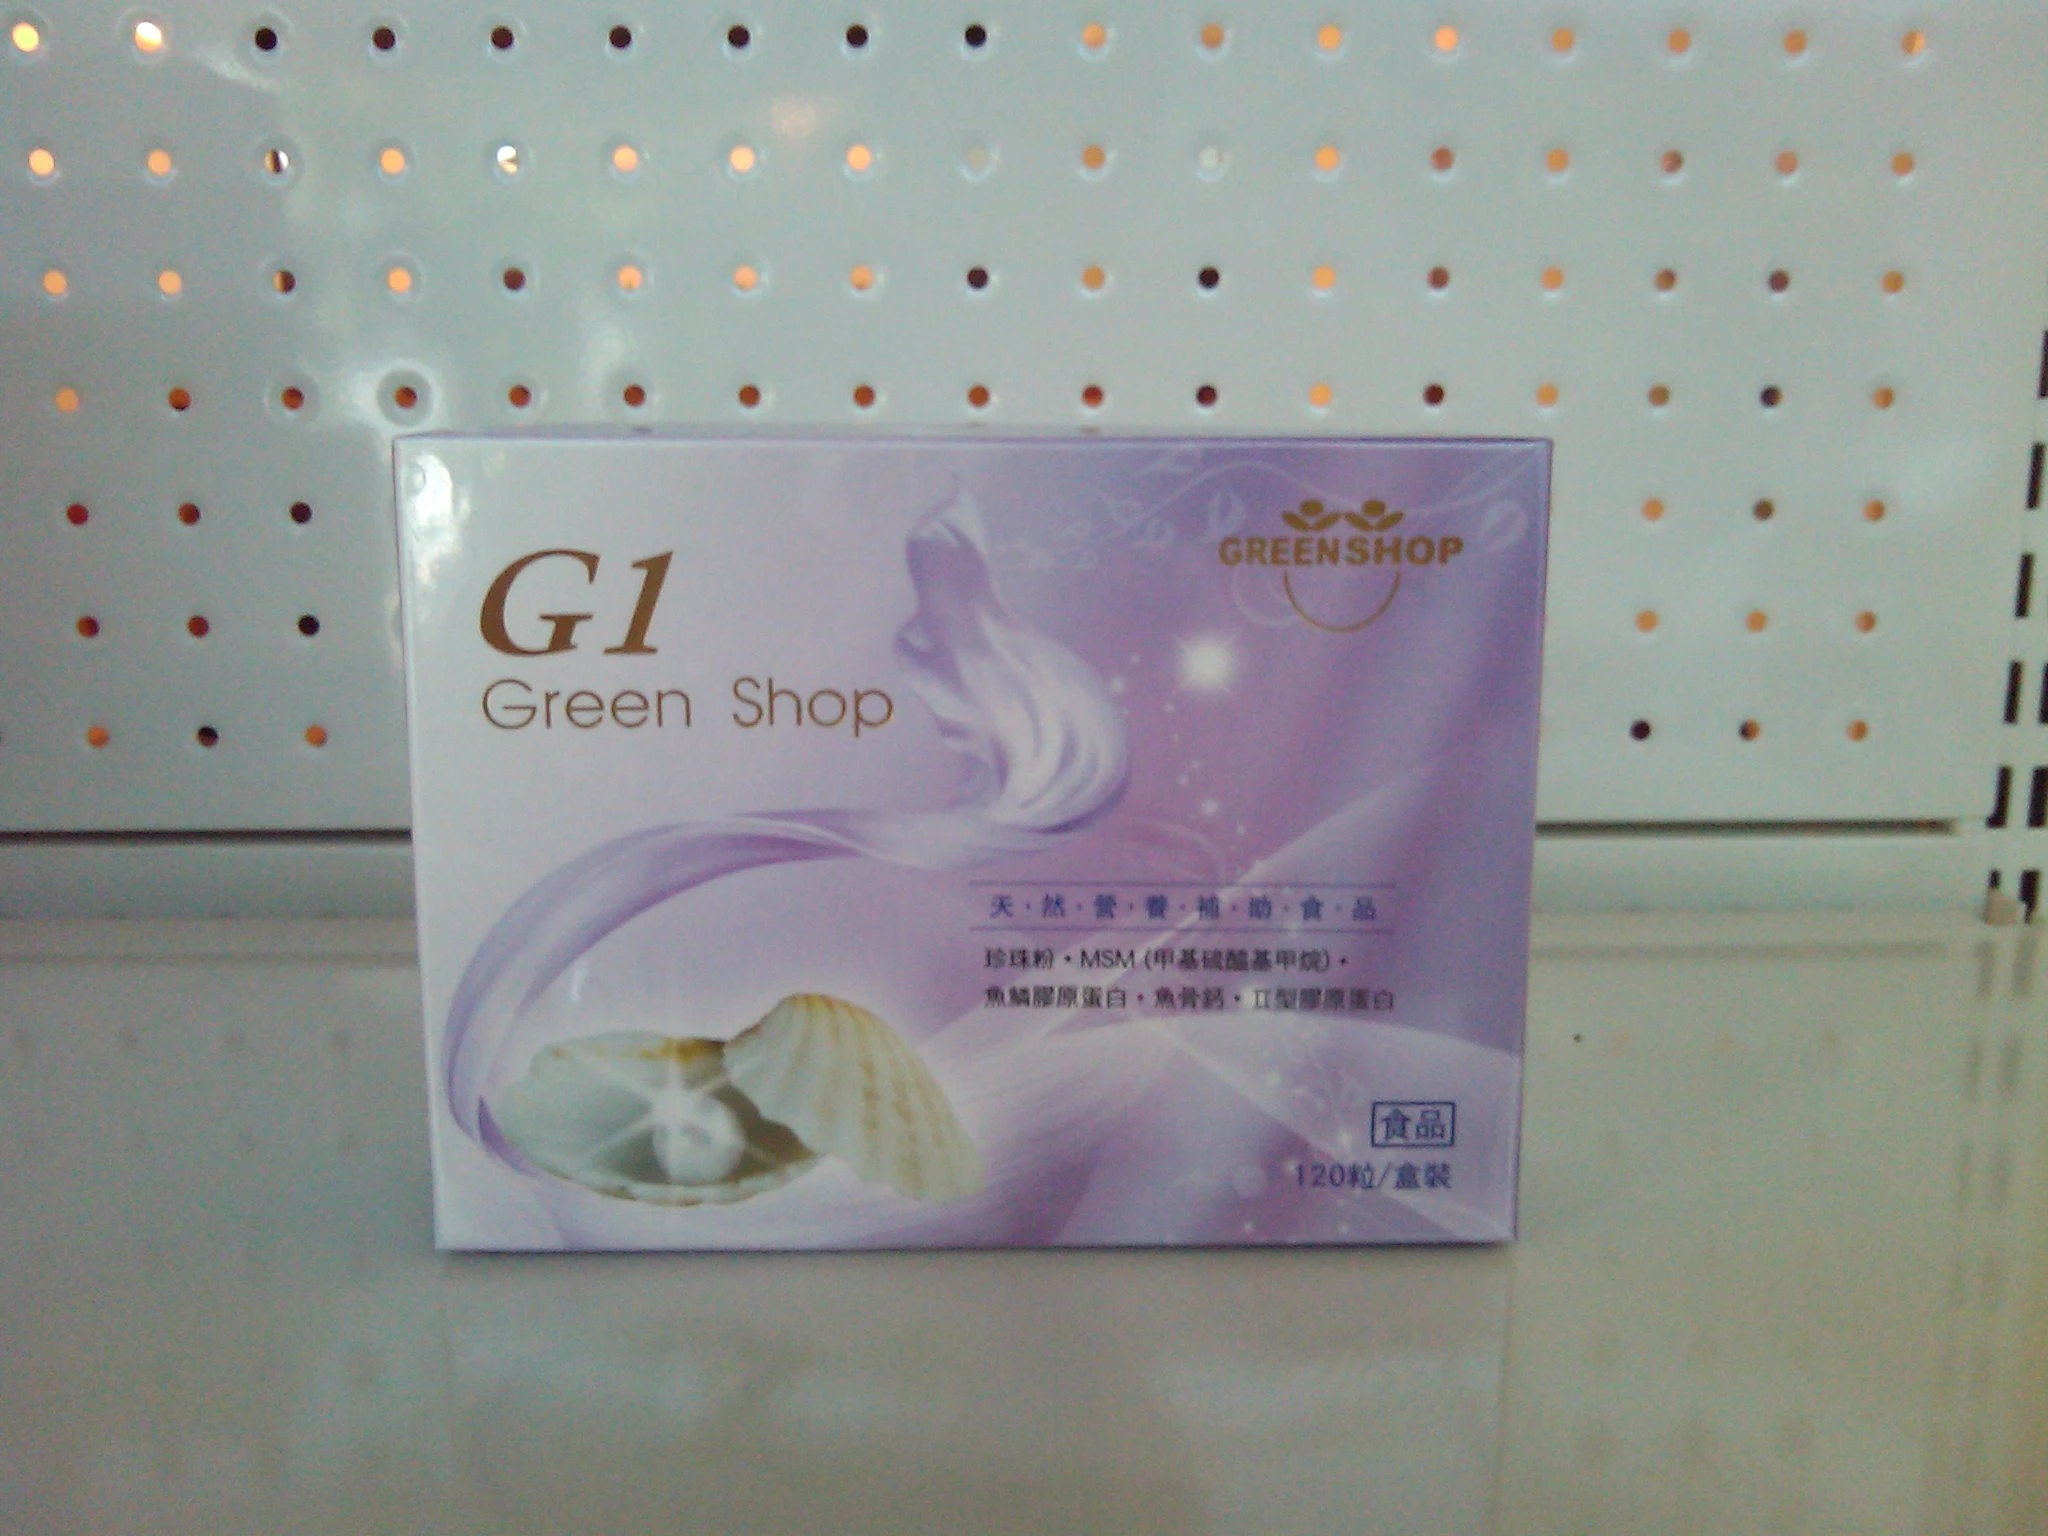 G1
Green Shop
GREENSHOP
天・然・營・養・補・助・食・品
珍珠粉・MSM (甲基硫醯基甲烷)・
魚鱗膠原蛋白・魚骨鈣・II型膠原蛋白
食品
120粒/盒裝